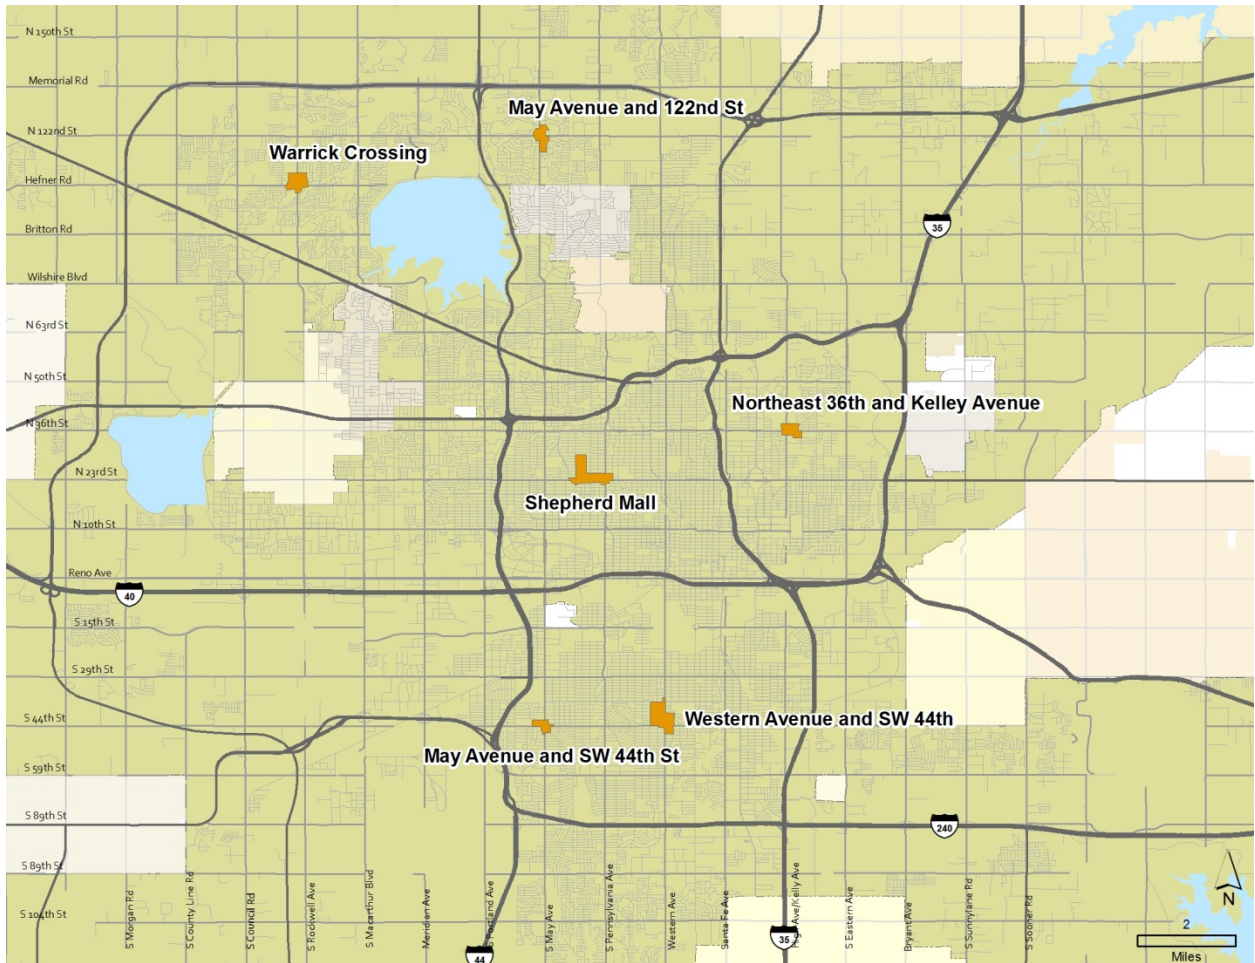 N 150th St
Memorial Rd
May Avenue and 122nd St
N 122nd St
Warrick Crossing
Hefner Rd
Britton Rd
35
Wilshire Blvd
N 63rd St
N 50th St
Northeast 36th and Kelley Avenue
N 36th St
N 23rd St
Shepherd Mall
N 10th St
Reno Ave
40
S 15th St
S 29th St
S 44th St
Western Avenue and SW 44th
May Avenue and SW 44th St
S 59th St
S 89th St
240
S 89th St
S 104th St
S Morgan Rd
S County Line Rd
S Council Rd
S Rockwell Ave
S Macarthur Blvd
Meridian Ave
S Portland Ave
S May Ave
S Pennsylvania Ave
Western Ave
Santa Fe Ave
Ave/Kelly Ave
S Eastern Ave
Bryant Ave
S Sunnylane Rd
S Sooner Rd
44
35
N
2
Miles